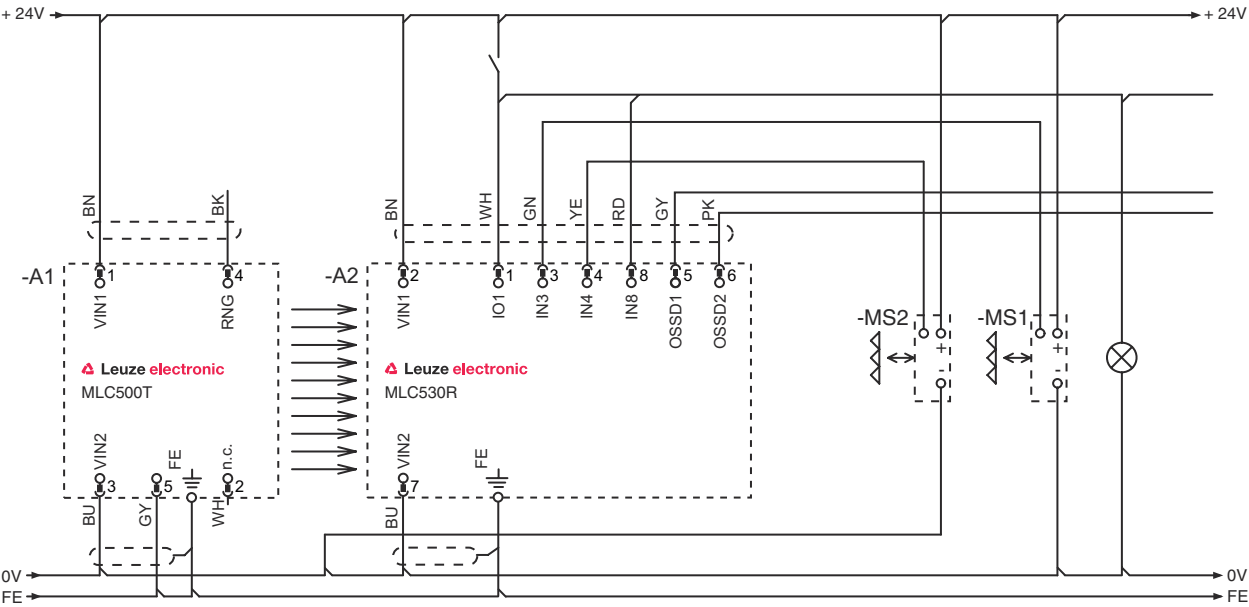 + 24V
+ 24V
BN
BK
BN
WH
GN
YE
RD
GY
PK
-A1
1
4
-A2
2
1
3
4
8
5
6
VIN1
RNG
VIN1
IO1
IN3
IN4
IN8
OSSD1
OSSD2
-MS2
-MS1
+
-
+
-
Leuze electronic
MLC500T
Leuze electronic
MLC530R
VIN2
FE
n.c.
VIN2
FE
3
5
2
7
BU
GY
WH
BU
0V
0V
FE
FE